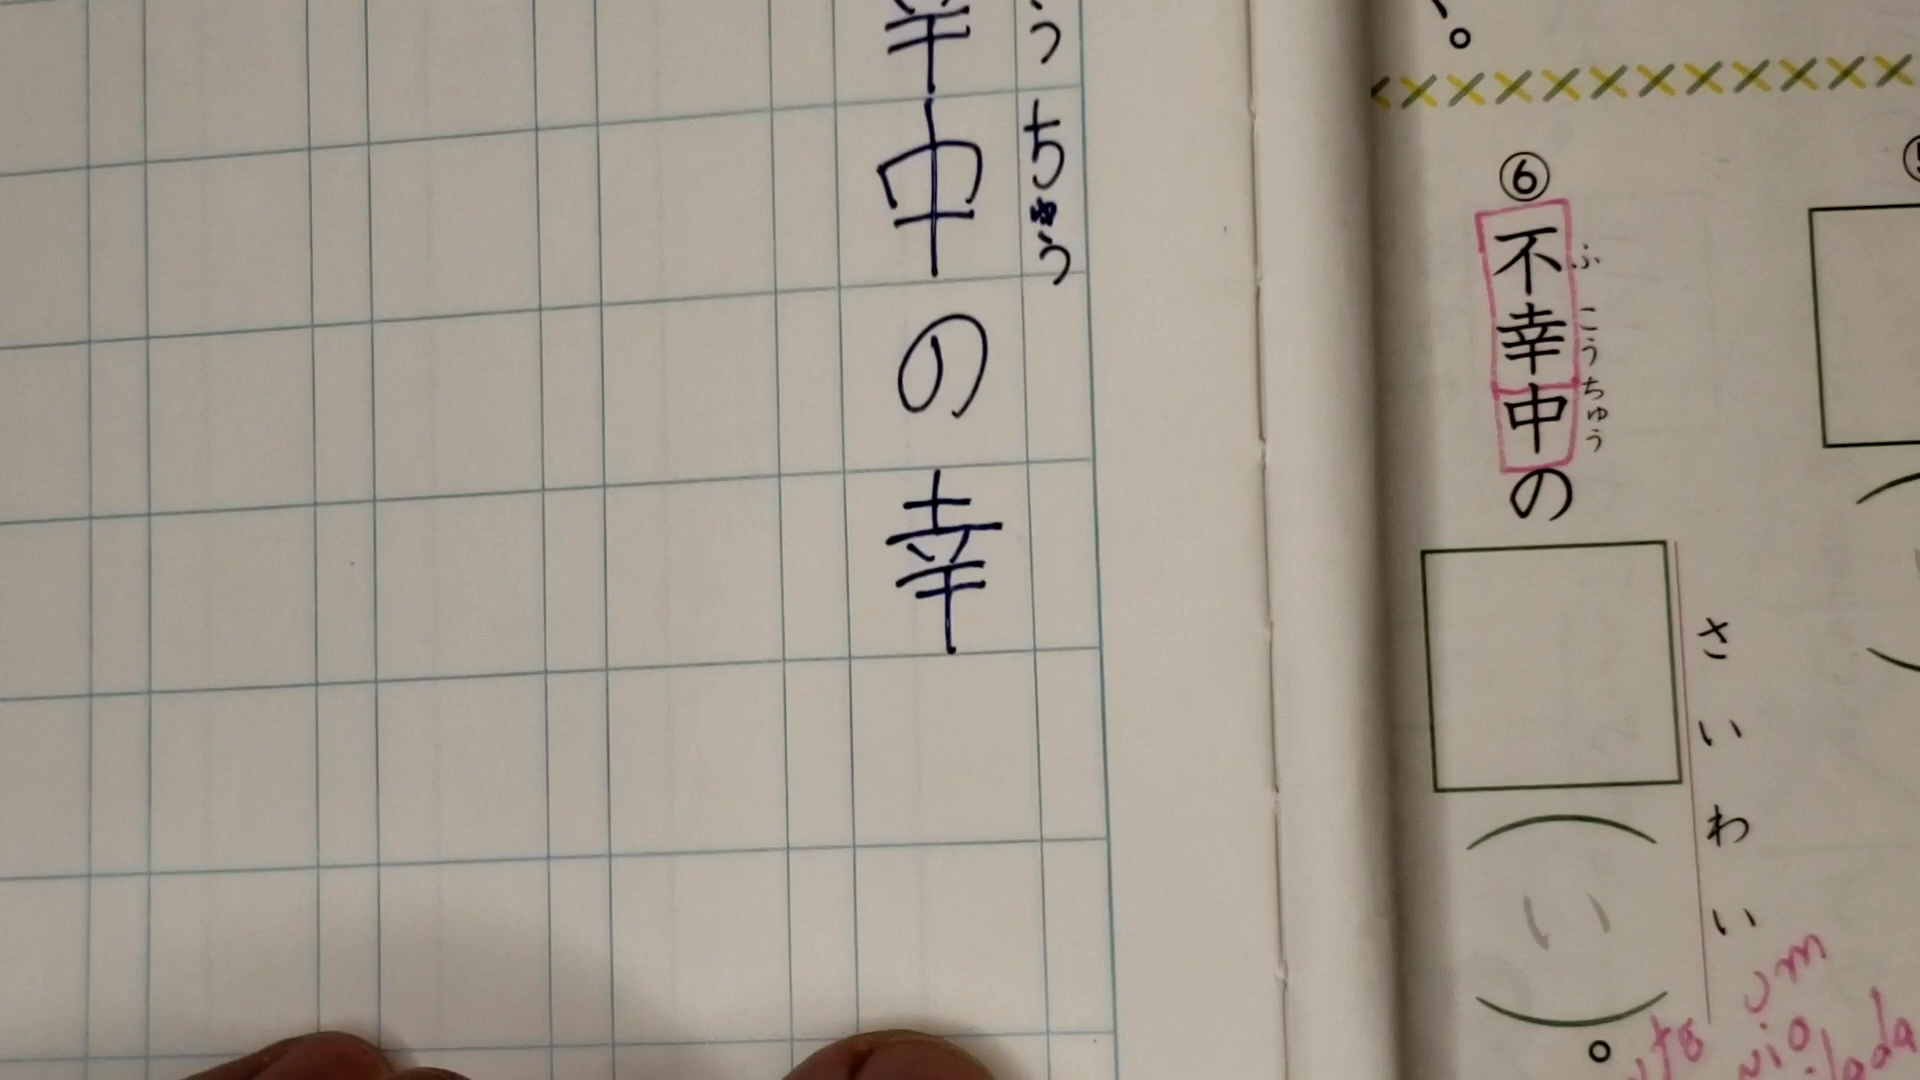 ⑥
不幸中の
ふこうちゅう
さいわい
い
。
幸中の幸
う ちゅう
um